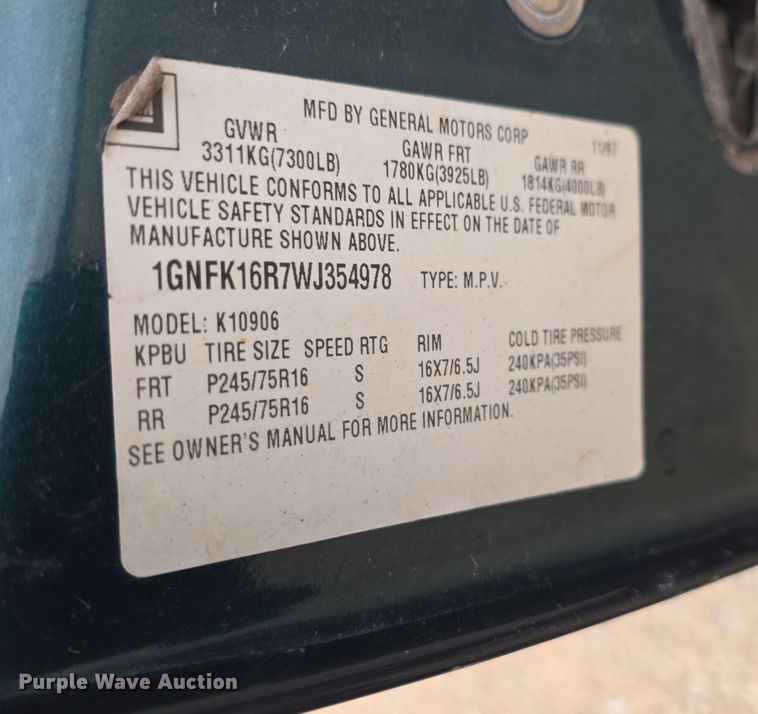 MFD BY GENERAL MOTORS CORP 11/97
GVWR GAWR FRT GAWR RR
3311KG(7300LB) 1780KG(3925LB) 1814KG(4000LB)
THIS VEHICLE CONFORMS TO ALL APPLICABLE U.S. FEDERAL MOTOR
VEHICLE SAFETY STANDARDS IN EFFECT ON THE DATE OF
MANUFACTURE SHOWN ABOVE.
1GNFK16R7WJ354978 TYPE: M.P.V.
MODEL: K10906
KPBU TIRE SIZE SPEED RTG RIM COLD TIRE PRESSURE
FRT P245/75R16 S 16X7/6.5J 240KPA(35PSI)
RR P245/75R16 S 16X7/6.5J 240KPA(35PSI)
SEE OWNER'S MANUAL FOR MORE INFORMATION.
Purple Wave Auction